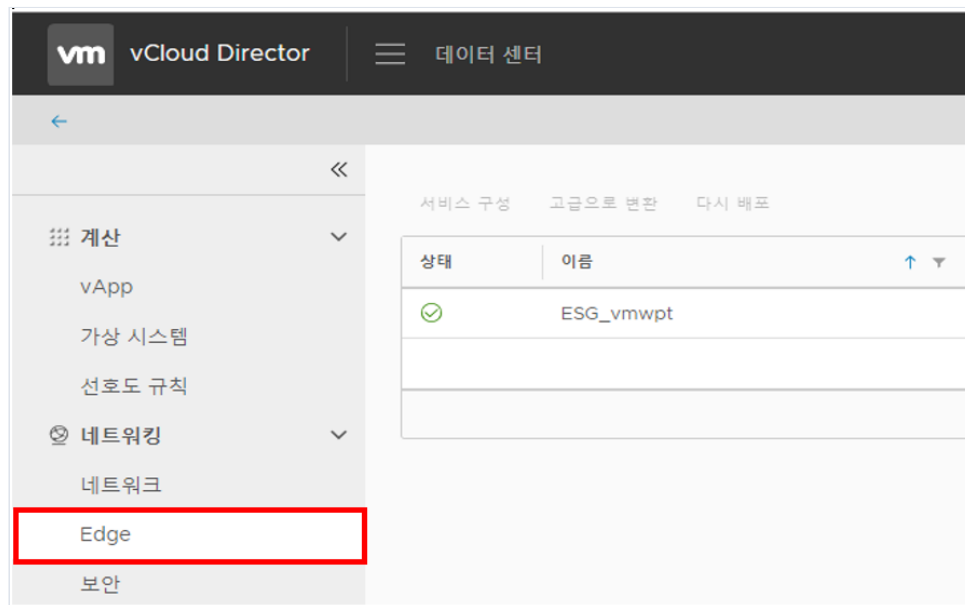 vm vCloud Director 데이터 센터
서비스 구성 고급으로 변환 다시 배포
계산
vApp
가상 시스템
선호도 규칙
네트워킹
네트워크
Edge
보안
상태 이름
ESG_vmwpt